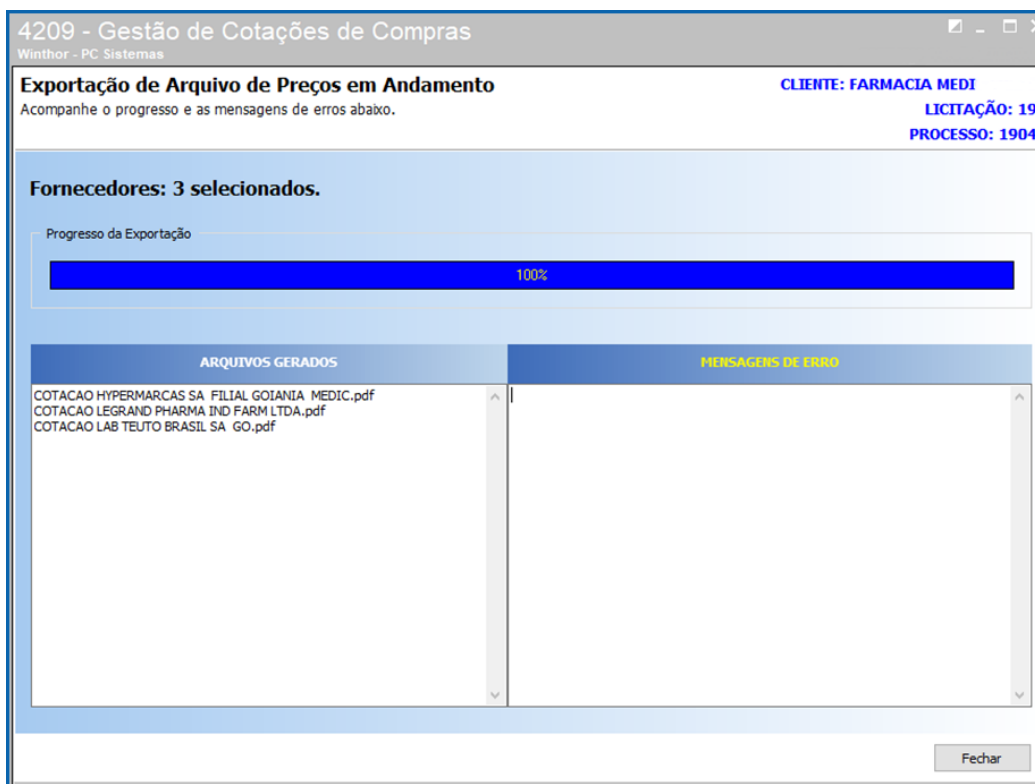 4209 - Gestão de Cotações de Compras
Winthor - PC Sistemas
Exportação de Arquivo de Preços em Andamento
Acompanhe o progresso e as mensagens de erros abaixo.
CLIENTE: FARMACIA MEDI
LICITAÇÃO: 19
PROCESSO: 1904
Fornecedores: 3 selecionados.
Progresso da Exportação
100%
ARQUIVOS GERADOS
COTACAO HYPERMARCAS SA FILIAL GOIANIA MEDIC.pdf
COTACAO LEGRAND PHARMA IND FARM LTDA.pdf
COTACAO LAB TEUTO BRASIL SA GO.pdf
MENSAGENS DE ERRO
Fechar